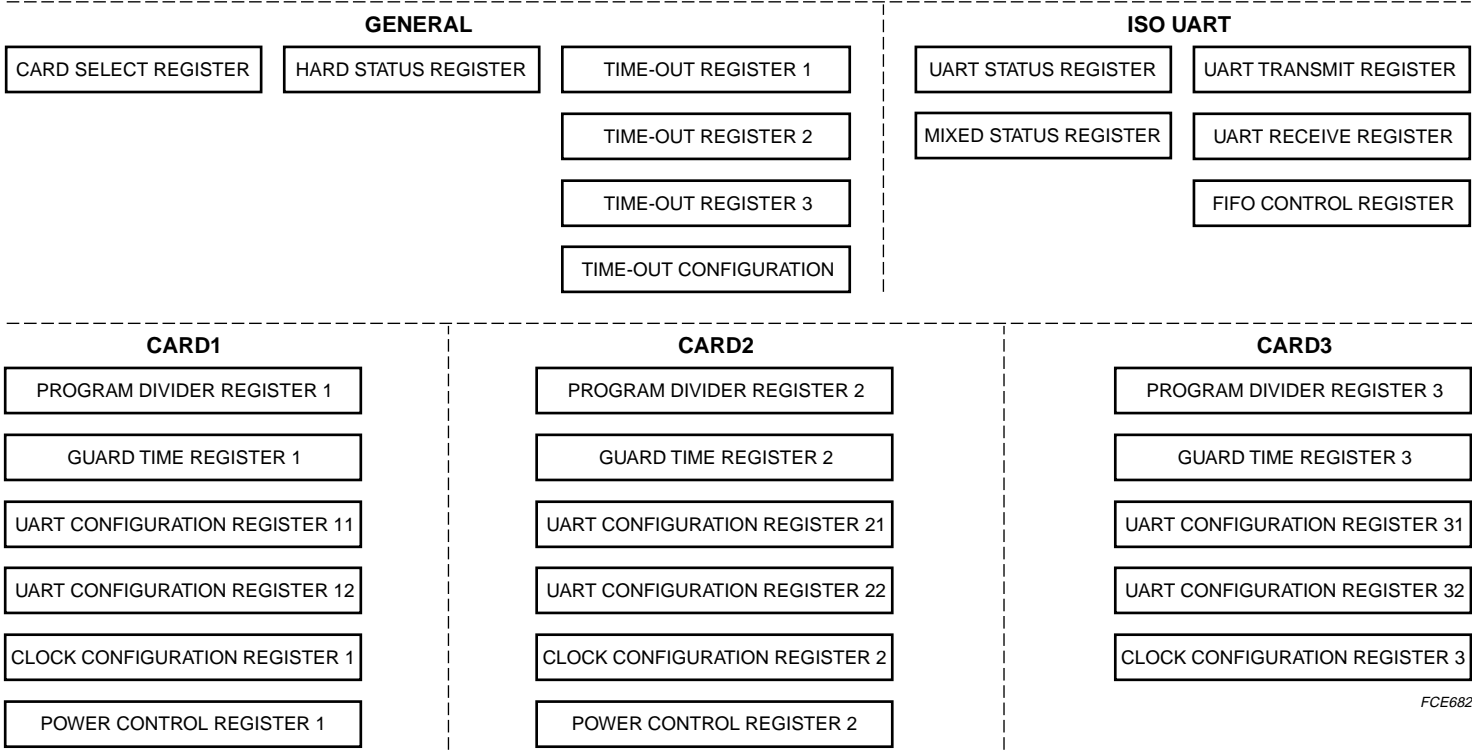 GENERAL
CARD SELECT REGISTER
HARD STATUS REGISTER
TIME-OUT REGISTER 1
TIME-OUT REGISTER 2
TIME-OUT REGISTER 3
TIME-OUT CONFIGURATION
ISO UART
UART STATUS REGISTER
UART TRANSMIT REGISTER
MIXED STATUS REGISTER
UART RECEIVE REGISTER
FIFO CONTROL REGISTER
CARD1
PROGRAM DIVIDER REGISTER 1
GUARD TIME REGISTER 1
UART CONFIGURATION REGISTER 11
UART CONFIGURATION REGISTER 12
CLOCK CONFIGURATION REGISTER 1
POWER CONTROL REGISTER 1
CARD2
PROGRAM DIVIDER REGISTER 2
GUARD TIME REGISTER 2
UART CONFIGURATION REGISTER 21
UART CONFIGURATION REGISTER 22
CLOCK CONFIGURATION REGISTER 2
POWER CONTROL REGISTER 2
CARD3
PROGRAM DIVIDER REGISTER 3
GUARD TIME REGISTER 3
UART CONFIGURATION REGISTER 31
UART CONFIGURATION REGISTER 32
CLOCK CONFIGURATION REGISTER 3
FCE682